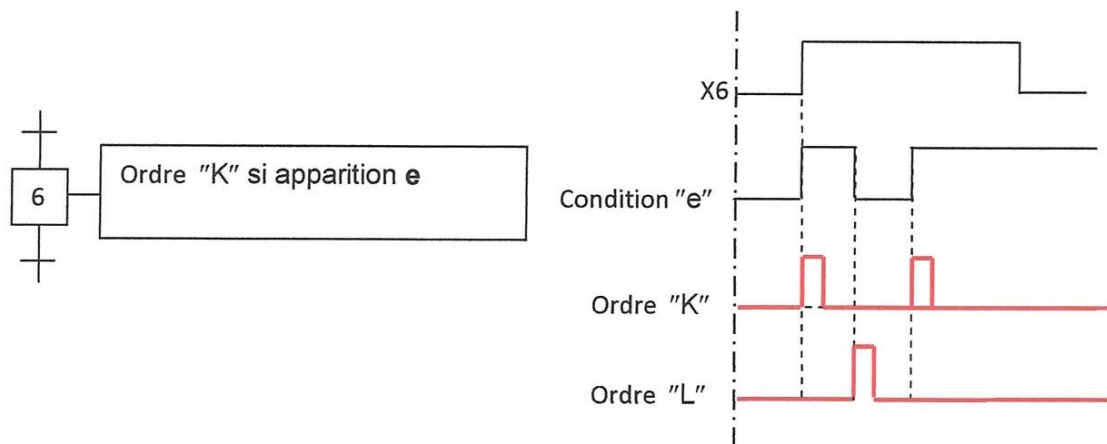 6
Ordre "K" si apparition e
X6
Condition "e"
Ordre "K"
Ordre "L"